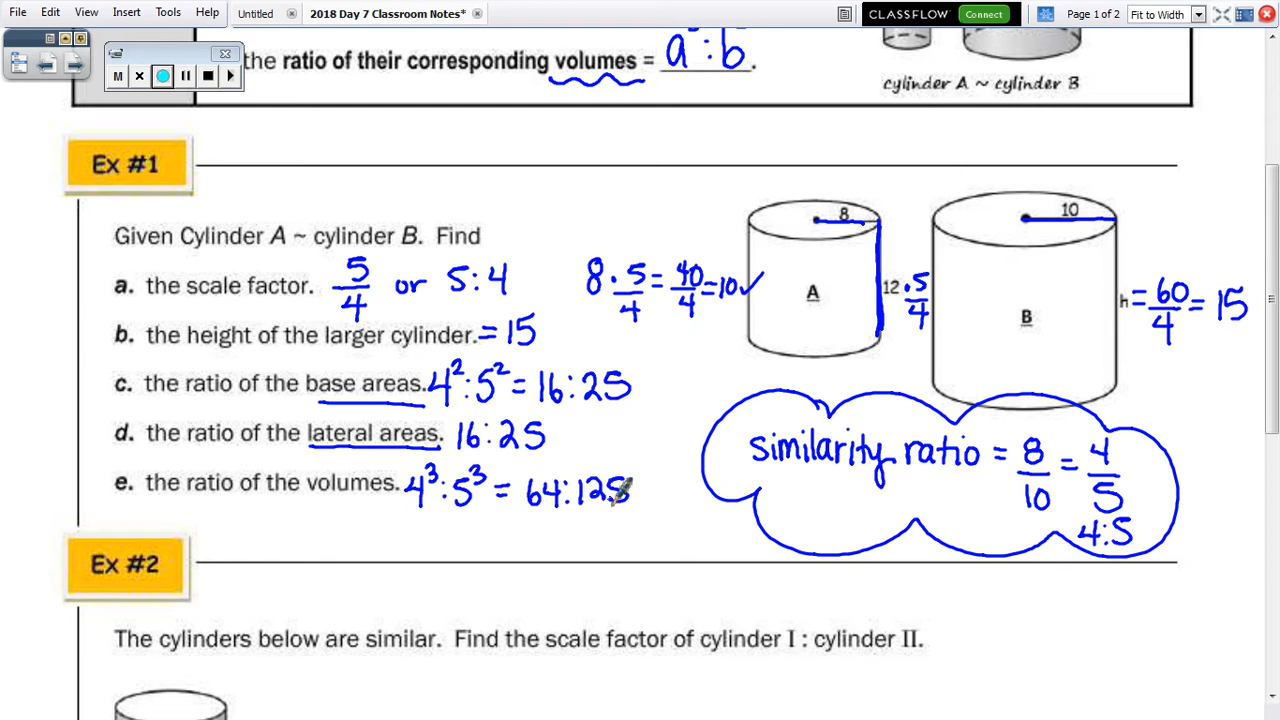 File Edit View Insert Tools Help Untitled 2018 Day 7 Classroom Notes* CLASSFLOW Connect Page 1 of 2 Fit to Width
M
the ratio of their corresponding volumes = a³ : b³.
cylinder A ~ cylinder B
Ex #1
Given Cylinder A ~ cylinder B. Find
a. the scale factor. 5/4 or 5:4
b. the height of the larger cylinder. = 15
c. the ratio of the base areas. 4² : 5² = 16:25
d. the ratio of the lateral areas. 16:25
e. the ratio of the volumes. 4³ : 5³ = 64:125
8 · 5/4 = 40/4 = 10 ✓
8
A
12 · 5/4
10
B
h = 60/4 = 15
similarity ratio = 8/10 = 4/5
4:5
Ex #2
The cylinders below are similar. Find the scale factor of cylinder I : cylinder II.